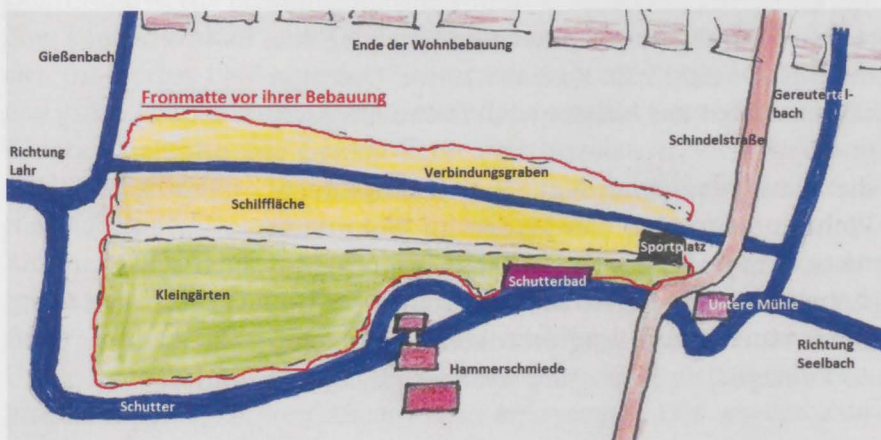 Gießenbach
Ende der Wohnbebauung
Fronmatte vor ihrer Bebauung
Gereutertal-
bach
Schindelstraße
Richtung
Lahr
Verbindungsgraben
Schilffläche
Sportplatz
Kleingärten
Schutterbad
Untere Mühle
Richtung
Seelbach
Hammerschmiede
Schutter